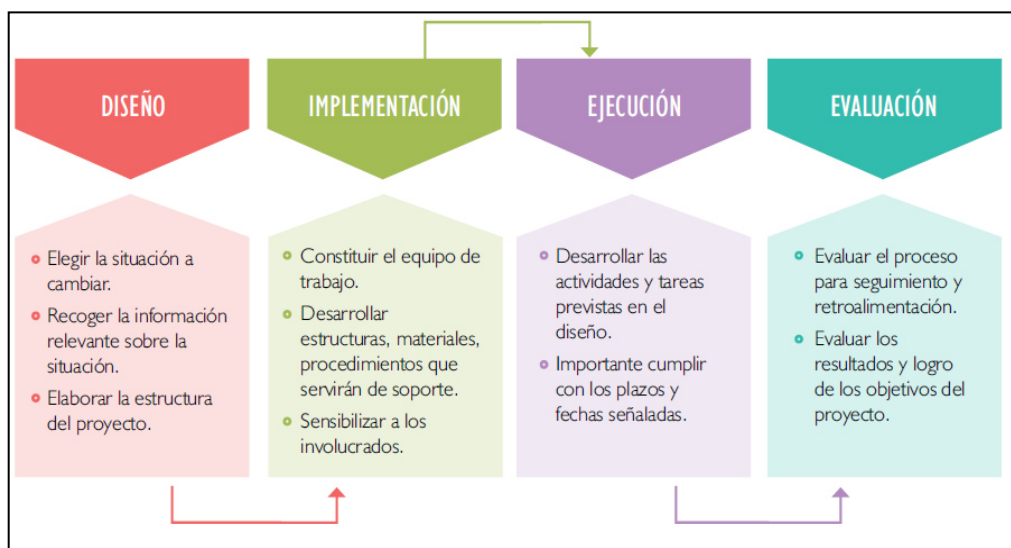 DISEÑO
Elegir la situación a
cambiar.
Recoger la información
relevante sobre la
situación.
Elaborar la estructura
del proyecto.
IMPLEMENTACIÓN
Constituir el equipo de
trabajo.
Desarrollar
estructuras, materiales,
procedimientos que
servirán de soporte.
Sensibilizar a los
involucrados.
EJECUCIÓN
Desarrollar las
actividades y tareas
previstas en el
diseño.
Importante cumplir
con los plazos y
fechas señaladas.
EVALUACIÓN
Evaluar el proceso
para seguimiento y
retroalimentación.
Evaluar los
resultados y logro
de los objetivos del
proyecto.